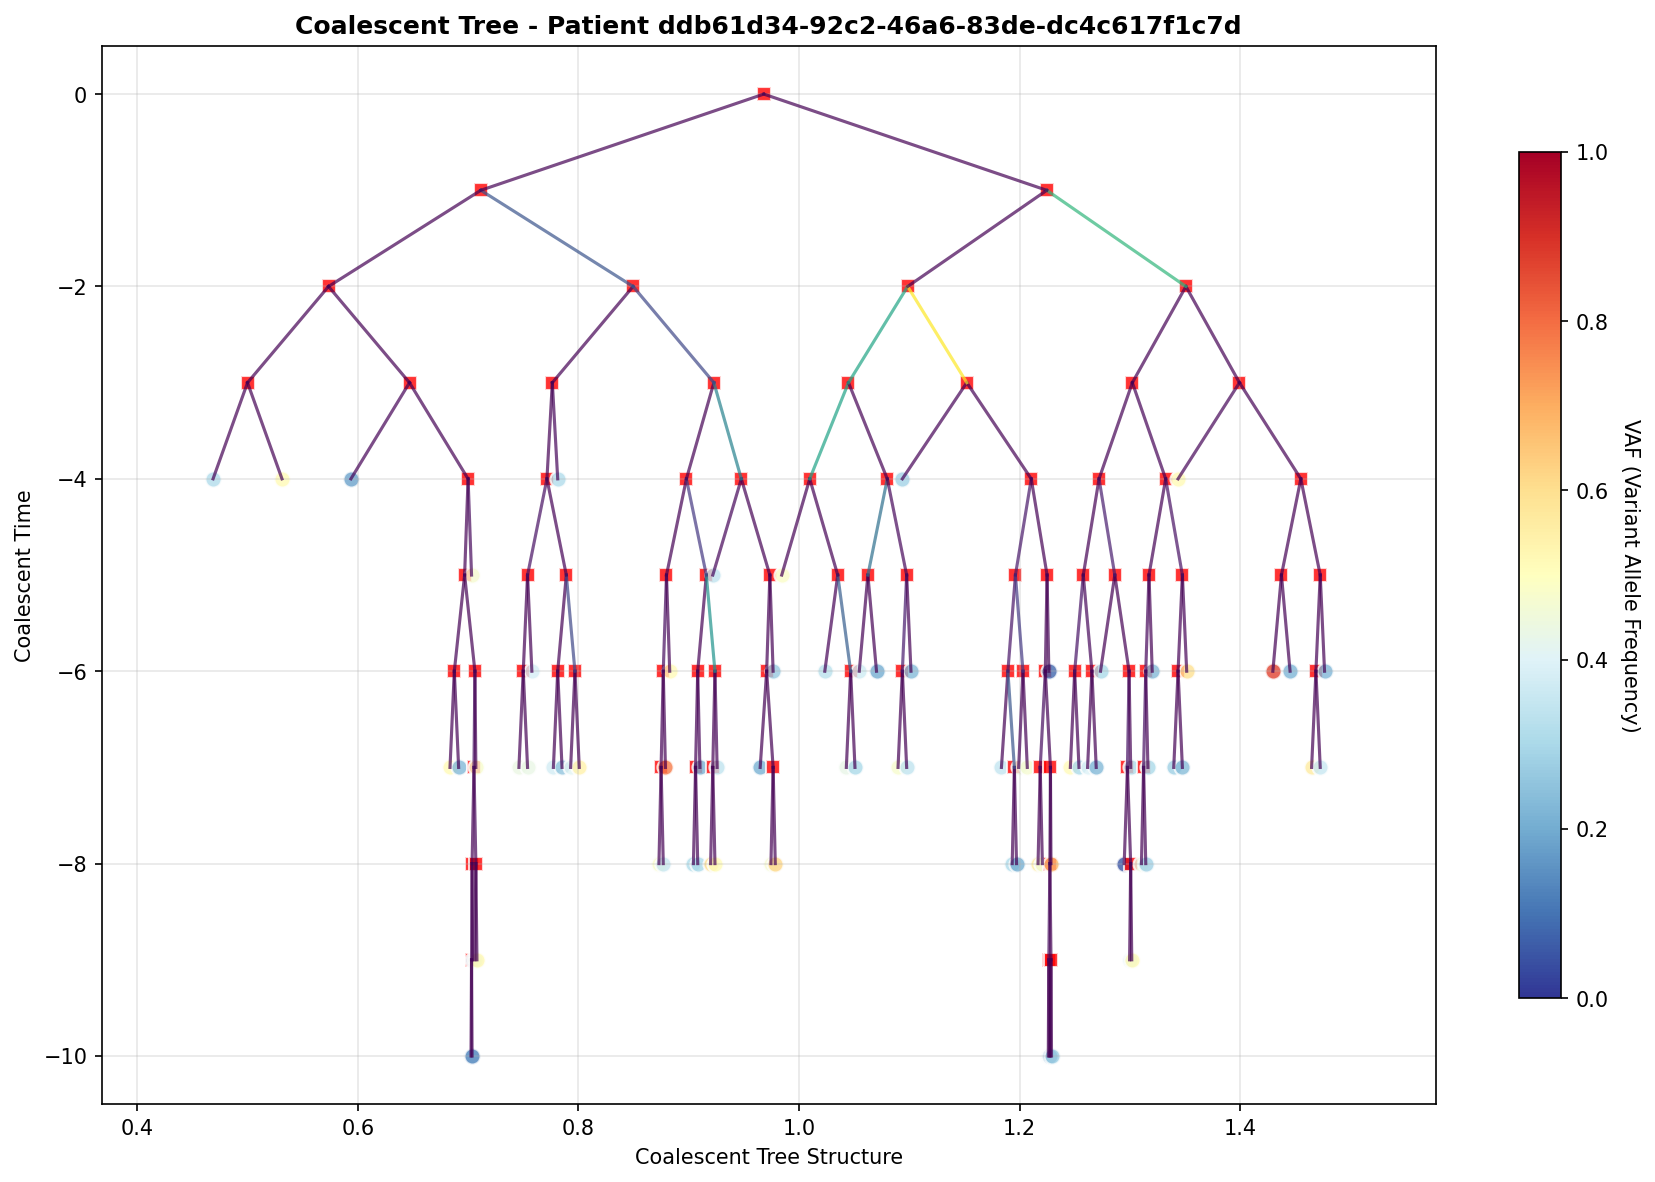 Coalescent Tree - Patient ddb61d34-92c2-46a6-83de-dc4c617f1c7d
0
−2
−4
−6
−8
−10
Coalescent Time
0.4 0.6 0.8 1.0 1.2 1.4
Coalescent Tree Structure
1.0
0.8
0.6
0.4
0.2
0.0
VAF (Variant Allele Frequency)